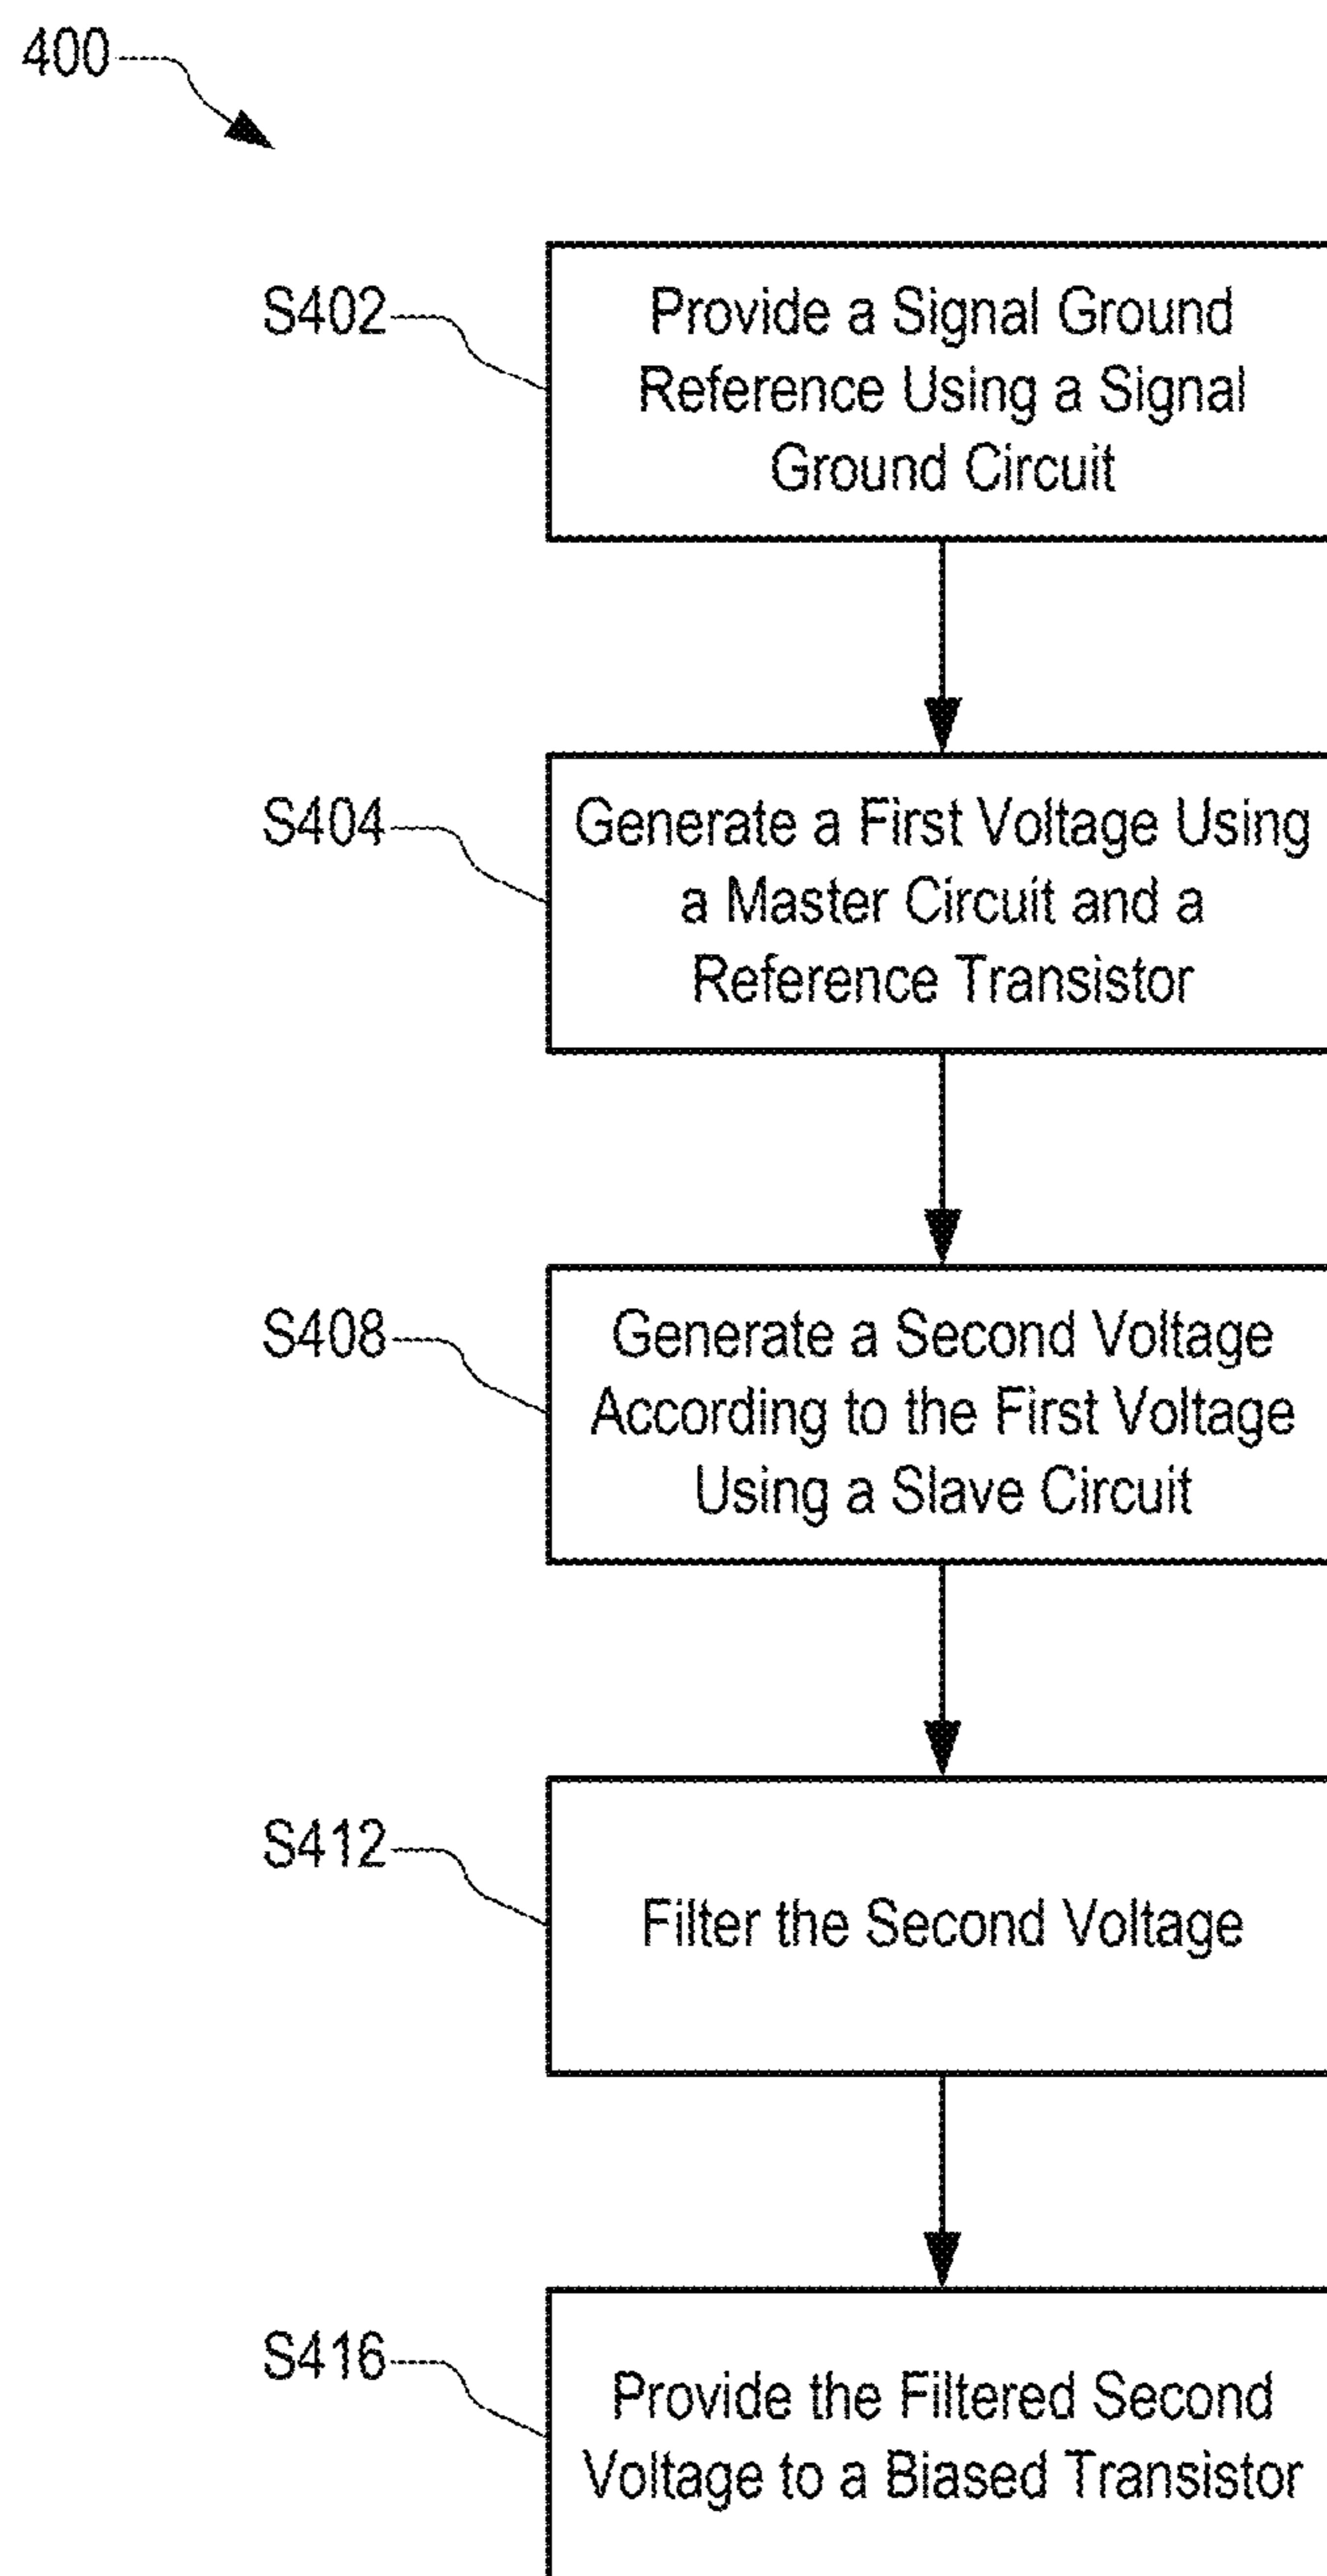 400
S402
Provide a Signal Ground
Reference Using a Signal
Ground Circuit
S404
Generate a First Voltage Using
a Master Circuit and a
Reference Transistor
S408
Generate a Second Voltage
According to the First Voltage
Using a Slave Circuit
S412
Filter the Second Voltage
S416
Provide the Filtered Second
Voltage to a Biased Transistor